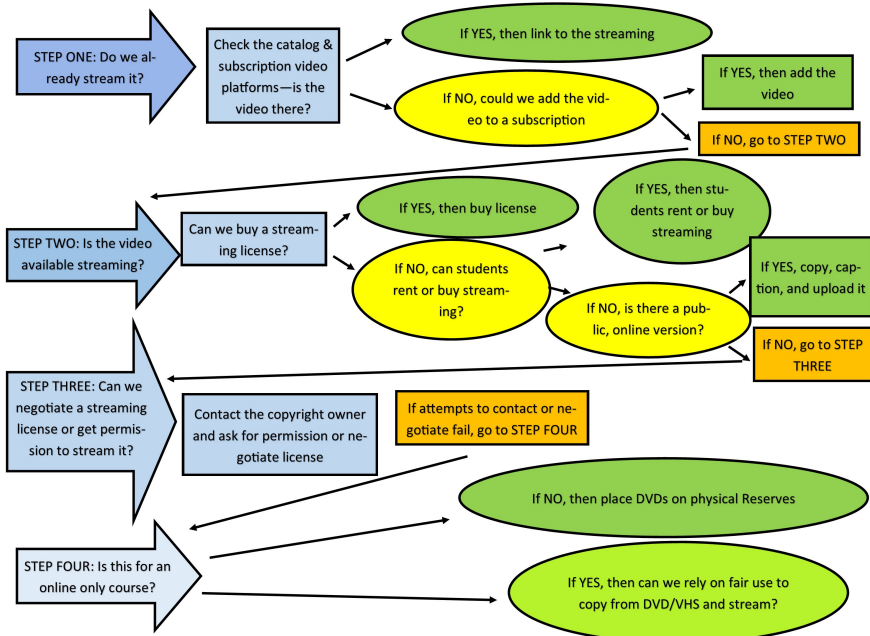 STEP ONE: Do we al-
ready stream it?
Check the catalog &
subscription video
platforms—is the
video there?
If YES, then link to the streaming
If NO, could we add the vid-
eo to a subscription
If YES, then add the
video
If NO, go to STEP TWO
STEP TWO: Is the video
available streaming?
Can we buy a stream-
ing license?
If YES, then buy license
If NO, can students
rent or buy stream-
ing?
If YES, then stu-
dents rent or buy
streaming
If NO, is there a pub-
lic, online version?
If YES, copy, cap-
tion, and upload it
If NO, go to STEP
THREE
STEP THREE: Can we
negotiate a streaming
license or get permis-
sion to stream it?
Contact the copyright owner
and ask for permission or ne-
gotiate license
If attempts to contact or ne-
gotiate fail, go to STEP FOUR
STEP FOUR: Is this for an
online only course?
If NO, then place DVDs on physical Reserves
If YES, then can we rely on fair use to
copy from DVD/VHS and stream?